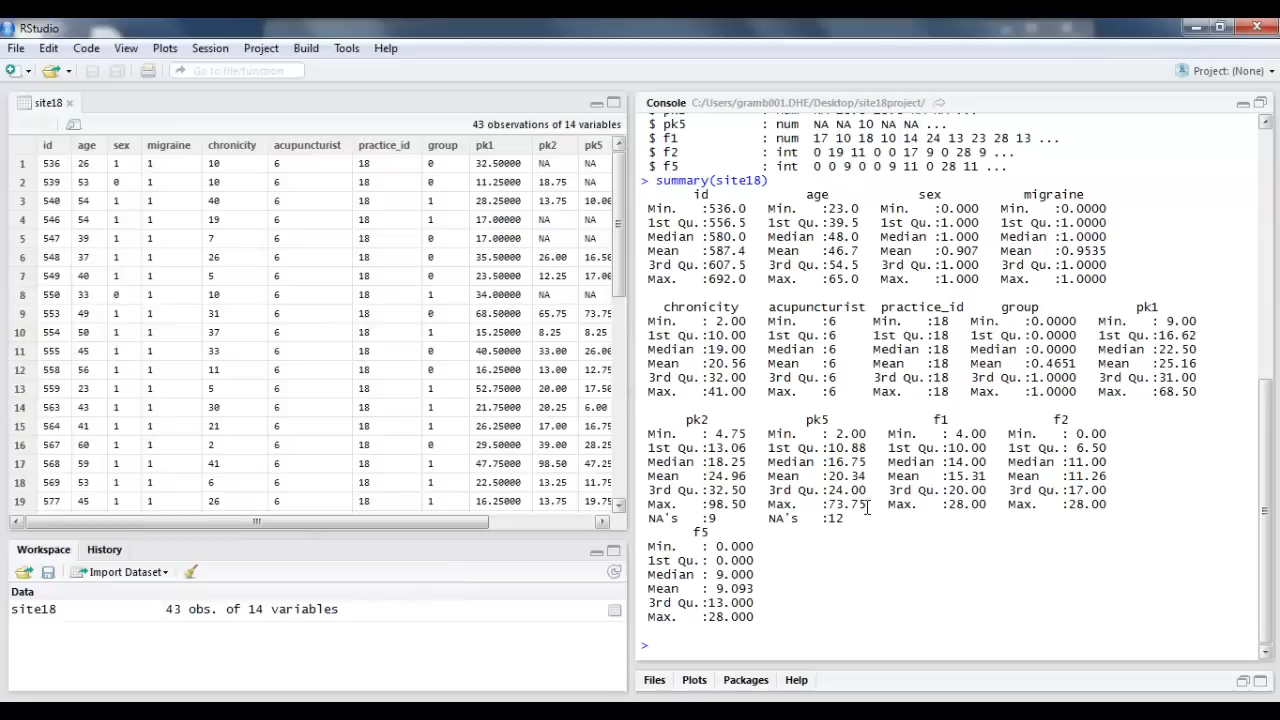 RStudio
File Edit Code View Plots Session Project Build Tools Help
Go to file/function
Project: (None)
site18
43 observations of 14 variables
id age sex migraine chronicity acupuncturist practice_id group pk1 pk2 pk5
1 536 26 1 1 10 6 18 0 32.50000 NA NA
2 539 53 0 1 10 6 18 0 11.25000 18.75 NA
3 540 54 1 1 40 6 18 0 28.25000 13.75 10.00
4 546 54 1 1 19 6 18 0 17.00000 NA NA
5 547 39 1 1 7 6 18 0 17.00000 NA NA
6 548 37 1 1 26 6 18 0 35.50000 26.00 16.50
7 549 40 1 1 5 6 18 1 23.50000 12.25 17.00
8 550 33 0 1 10 6 18 1 34.00000 NA NA
9 553 49 1 1 31 6 18 0 68.50000 65.75 73.75
10 554 50 1 1 37 6 18 1 15.25000 8.25 8.25
11 555 45 1 1 33 6 18 0 40.50000 33.00 26.00
12 558 56 1 1 11 6 18 0 16.25000 13.00 12.75
13 559 23 1 1 5 6 18 1 52.75000 20.00 17.50
14 563 43 1 1 30 6 18 1 21.75000 20.25 6.00
15 564 41 1 1 21 6 18 1 26.25000 17.00 16.75
16 567 60 1 1 2 6 18 0 29.50000 39.00 28.25
17 568 59 1 1 41 6 18 1 47.75000 98.50 47.25
18 569 53 1 1 6 6 18 1 22.50000 13.25 11.75
19 577 45 1 1 26 6 18 0 16.25000 13.75 19.75
Workspace History
Import Dataset
Data
site18 43 obs. of 14 variables
Console C:/Users/gramb001.DHE/Desktop/site18project/
$ pk5 : num NA NA 10 NA NA ...
$ f1 : num 17 10 18 10 14 24 13 23 28 13 ...
$ f2 : int 0 19 11 0 0 17 9 0 28 9 ...
$ f5 : int 0 0 9 0 0 9 11 0 28 11 ...
> summary(site18)
id age sex migraine
Min. :536.0 Min. :23.0 Min. :0.000 Min. :0.0000
1st Qu.:556.5 1st Qu.:39.5 1st Qu.:1.000 1st Qu.:1.0000
Median :580.0 Median :48.0 Median :1.000 Median :1.0000
Mean :587.4 Mean :46.7 Mean :0.907 Mean :0.9535
3rd Qu.:607.5 3rd Qu.:54.5 3rd Qu.:1.000 3rd Qu.:1.0000
Max. :692.0 Max. :65.0 Max. :1.000 Max. :1.0000
chronicity acupuncturist practice_id group pk1
Min. : 2.00 Min. :6 Min. :18 Min. :0.0000 Min. : 9.00
1st Qu.:10.00 1st Qu.:6 1st Qu.:18 1st Qu.:0.0000 1st Qu.:16.62
Median :19.00 Median :6 Median :18 Median :0.0000 Median :22.50
Mean :20.56 Mean :6 Mean :18 Mean :0.4651 Mean :25.16
3rd Qu.:32.00 3rd Qu.:6 3rd Qu.:18 3rd Qu.:1.0000 3rd Qu.:31.00
Max. :41.00 Max. :6 Max. :18 Max. :1.0000 Max. :68.50
pk2 pk5 f1 f2
Min. : 4.75 Min. : 2.00 Min. : 4.00 Min. : 0.00
1st Qu.:13.06 1st Qu.:10.88 1st Qu.:10.00 1st Qu.: 6.50
Median :18.25 Median :16.75 Median :14.00 Median :11.00
Mean :24.96 Mean :20.34 Mean :15.31 Mean :11.26
3rd Qu.:32.50 3rd Qu.:24.00 3rd Qu.:20.00 3rd Qu.:17.00
Max. :98.50 Max. :73.75 Max. :28.00 Max. :28.00
NA's :9 NA's :12
f5
Min. : 0.000
1st Qu.: 0.000
Median : 9.000
Mean : 9.093
3rd Qu.:13.000
Max. :28.000
>
Files Plots Packages Help